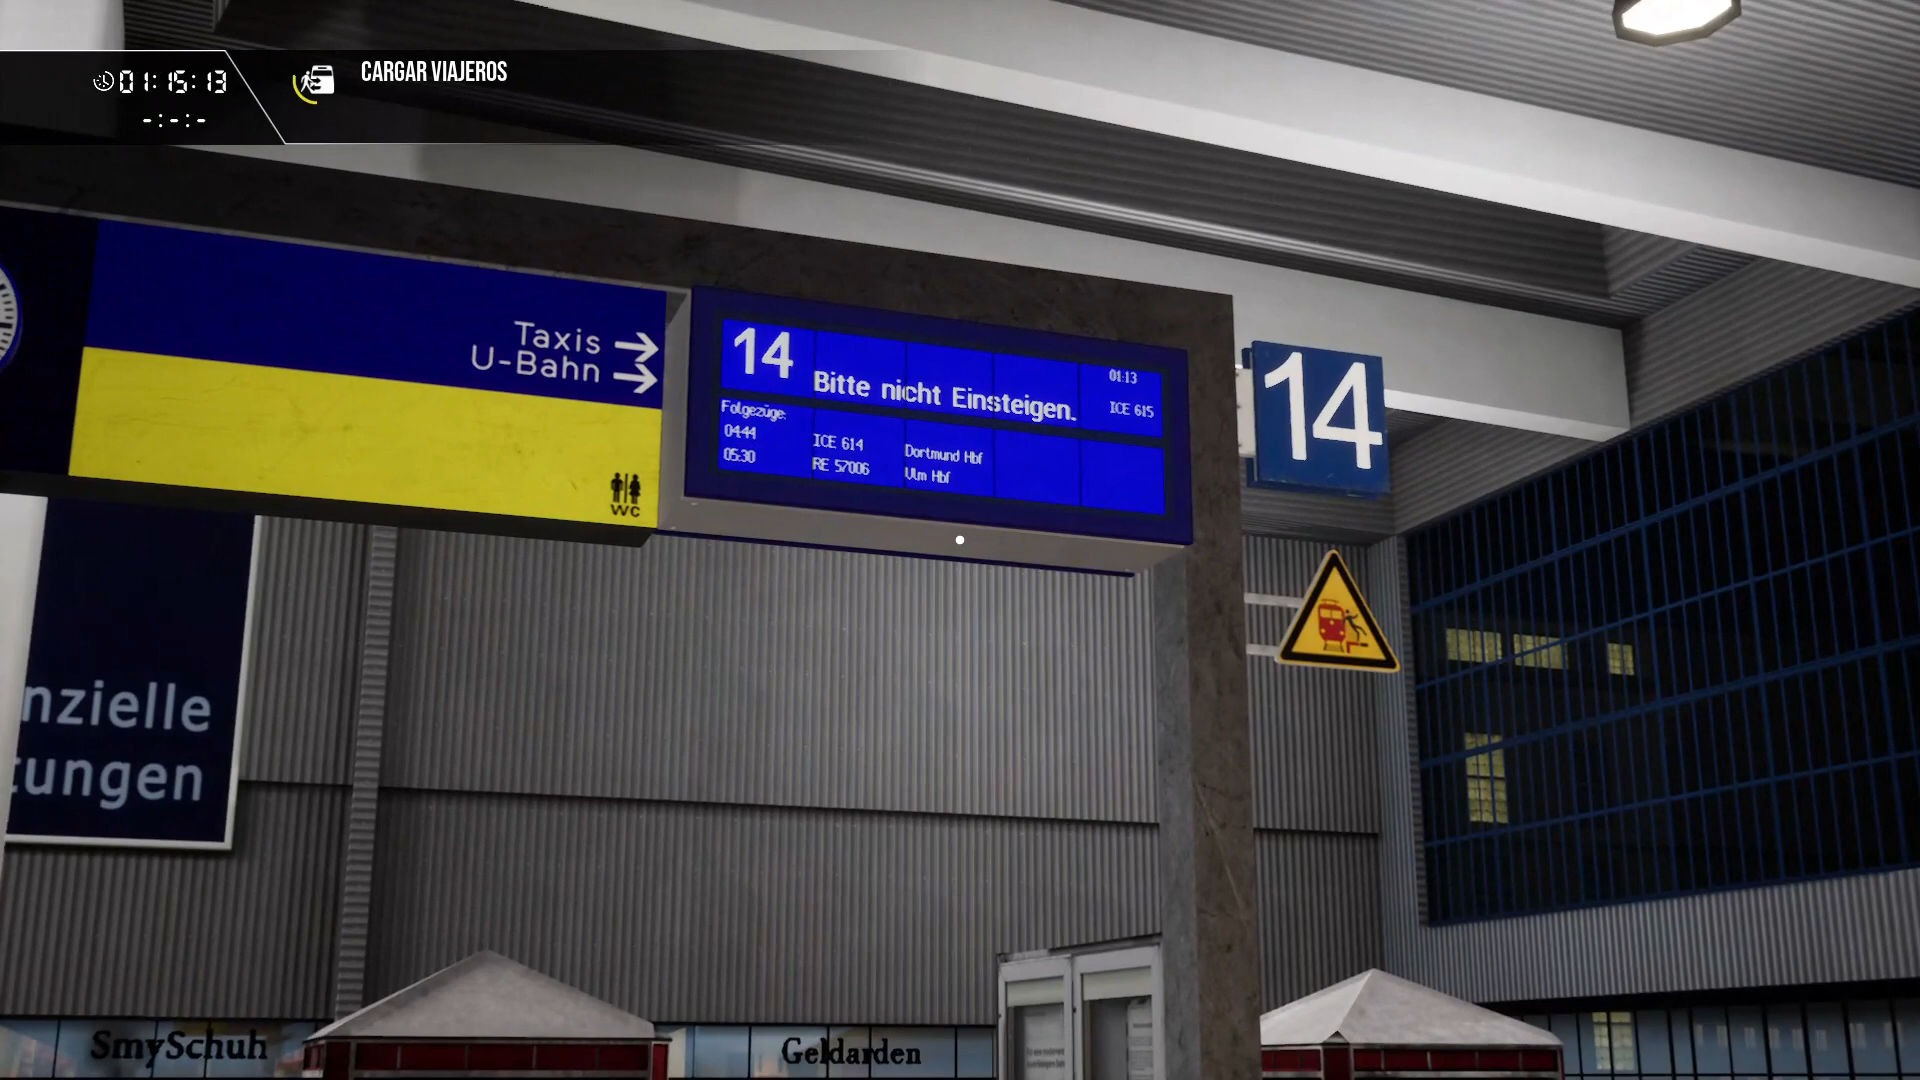 01:15:13
CARGAR VIAJEROS
-:-:-
Taxis
U-Bahn
WC
14
Bitte nicht Einsteigen.
01:13
ICE 615
Folgezüge:
04:44 ICE 614 Dortmund Hbf
05:30 RE 57006 Ulm Hbf
14
nzielle
tungen
SmySchuh
Geldarden